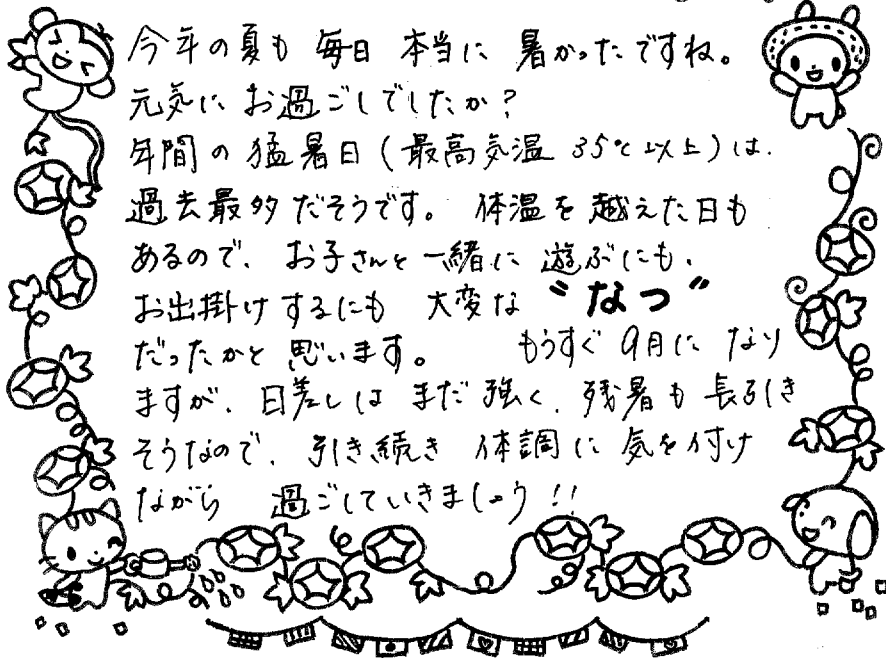 今年の夏も 毎日 本当に 暑かったですね。
元気に お過ごしでしたか?
年間の 猛暑日(最高気温 35℃以上)は、
過去最多だそうです。 体温を 越えた日も
あるので、お子さんと 一緒に 遊ぶにも、
お出掛けするにも 大変な “なつ”
だったかと 思います。 もうすぐ 9月に なり
ますが、日差しは まだ 強く、残暑も 長引き
そうなので、引き続き 体調に 気を付け
ながら 過ごしていきましょう!!